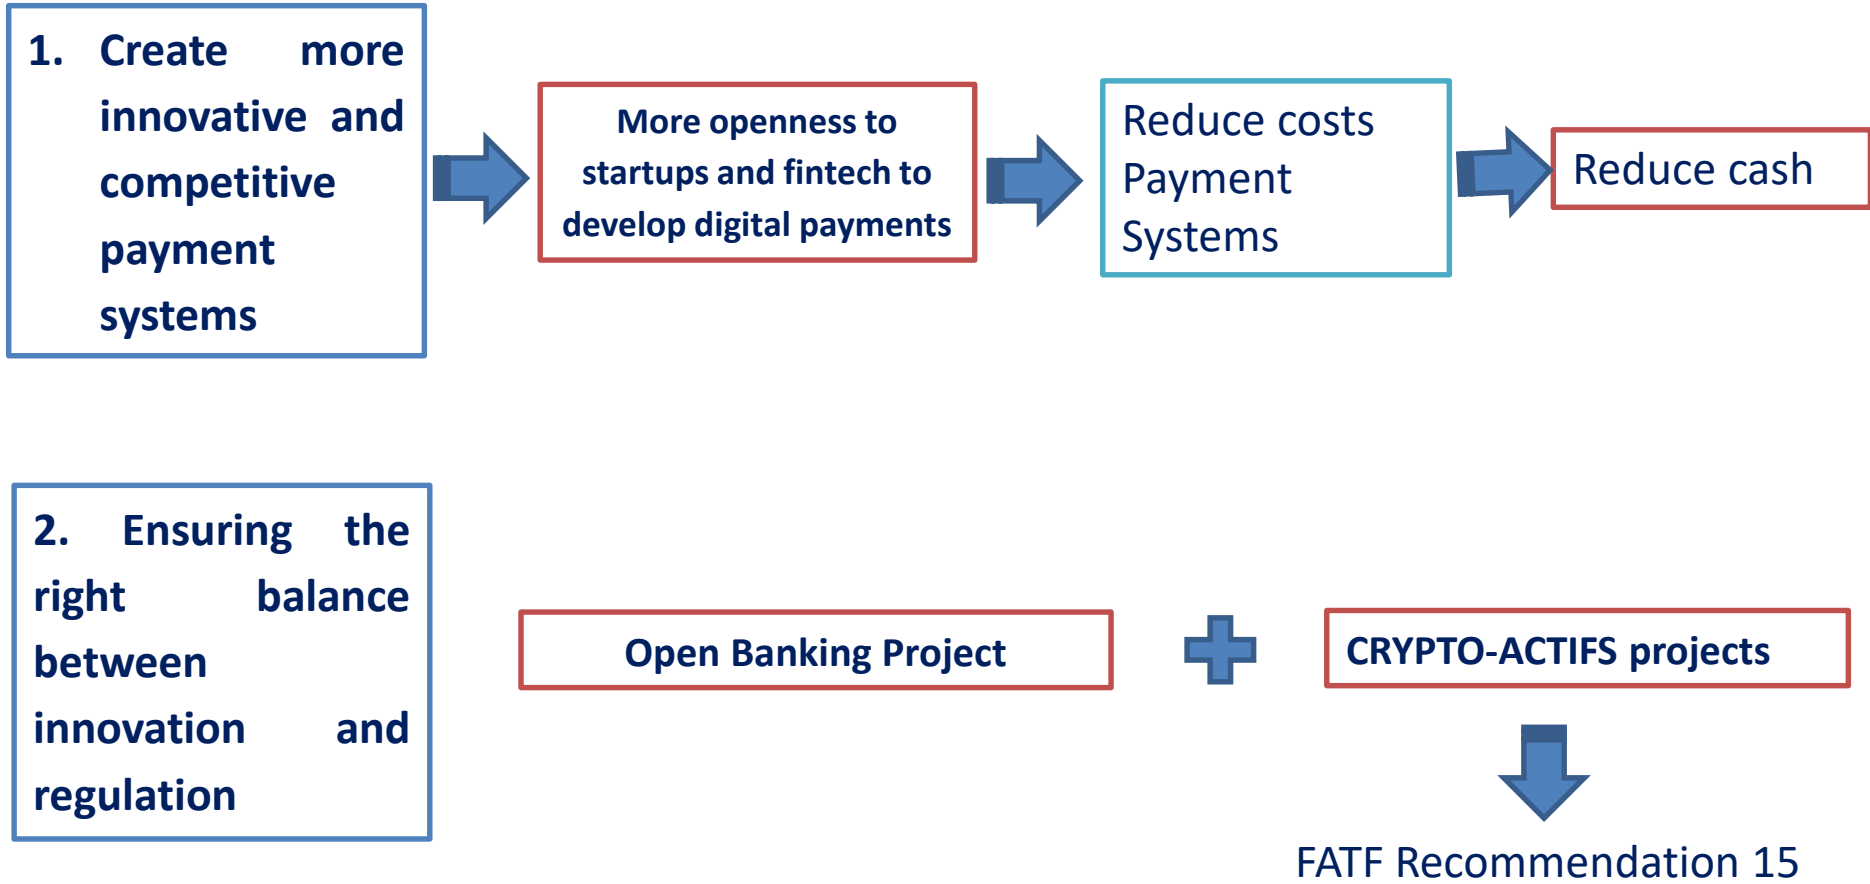 1. Create more
innovative and
competitive
payment
systems
More openness to
startups and fintech to
develop digital payments
Reduce costs
Payment
Systems
Reduce cash
2. Ensuring the
right balance
between
innovation and
regulation
Open Banking Project
CRYPTO-ACTIFS projects
FATF Recommendation 15